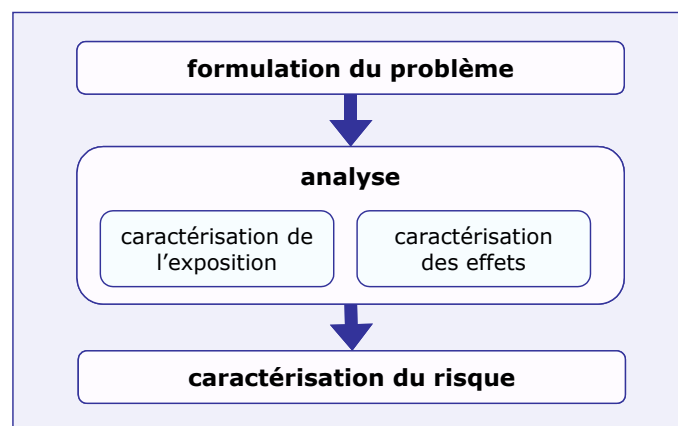 formulation du problème
analyse
caractérisation de
l’exposition
caractérisation
des effets
caractérisation du risque